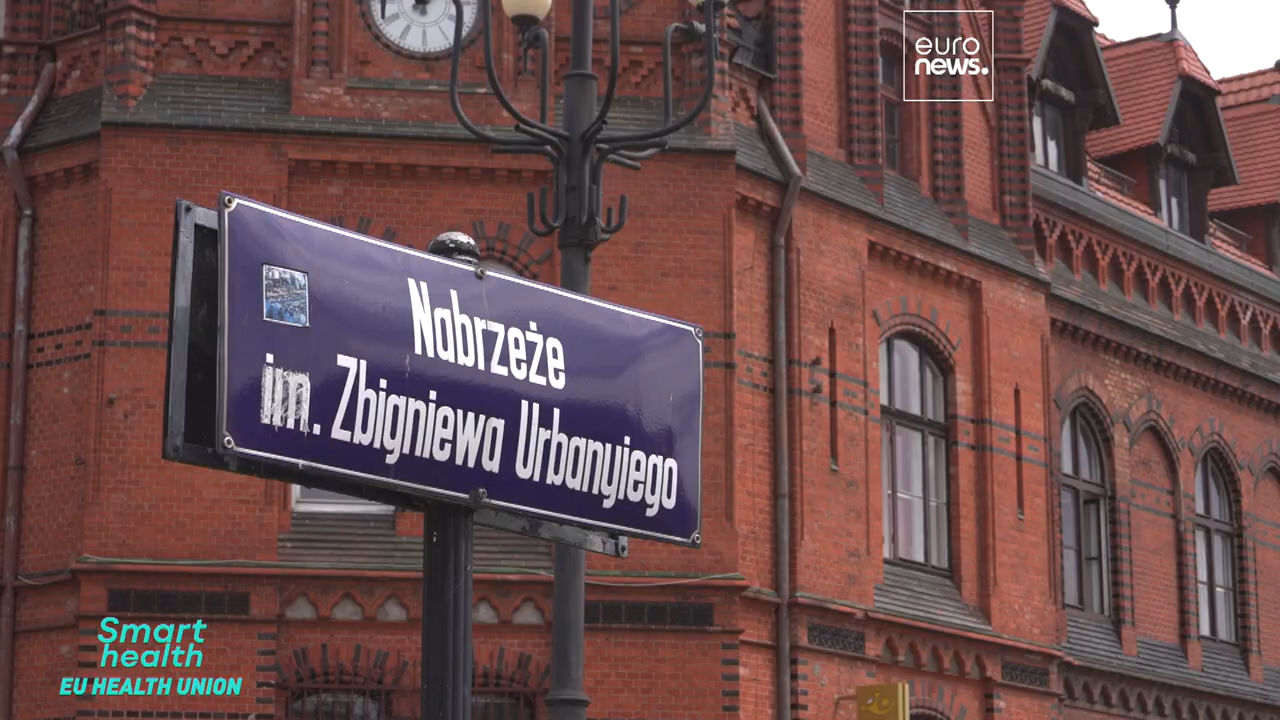 euro
news.
Nabrzeże
im. Zbigniewa Urbanyiego
Smart
health
EU HEALTH UNION